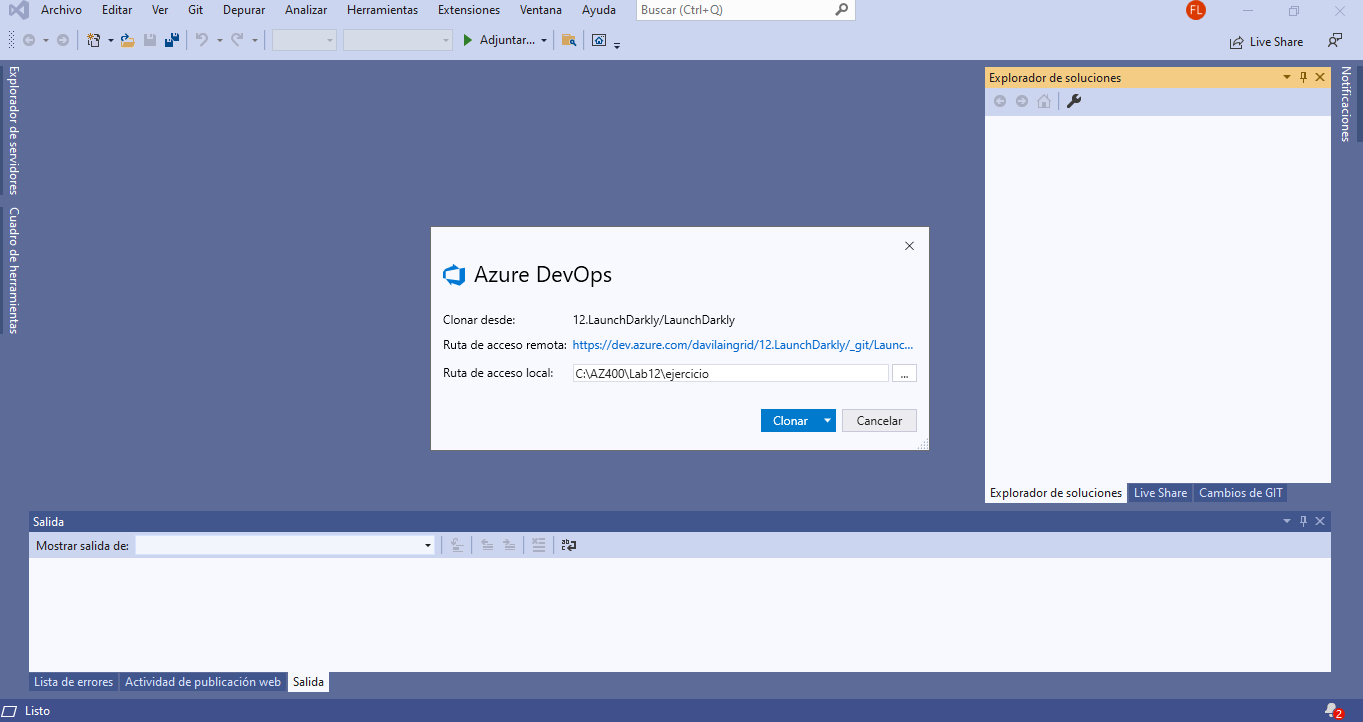 Archivo Editar Ver Git Depurar Analizar Herramientas Extensiones Ventana Ayuda Buscar (Ctrl+Q) FL
Adjuntar... Live Share
Explorador de servidores
Cuadro de herramientas
Explorador de soluciones
Notificaciones
Azure DevOps
Clonar desde: 12.LaunchDarkly/LaunchDarkly
Ruta de acceso remota: https://dev.azure.com/davilaingrid/12.LaunchDarkly/_git/Launc...
Ruta de acceso local: C:\AZ400\Lab12\ejercicio ...
Clonar Cancelar
Explorador de soluciones Live Share Cambios de GIT
Salida
Mostrar salida de:
Lista de errores Actividad de publicación web Salida
Listo 2